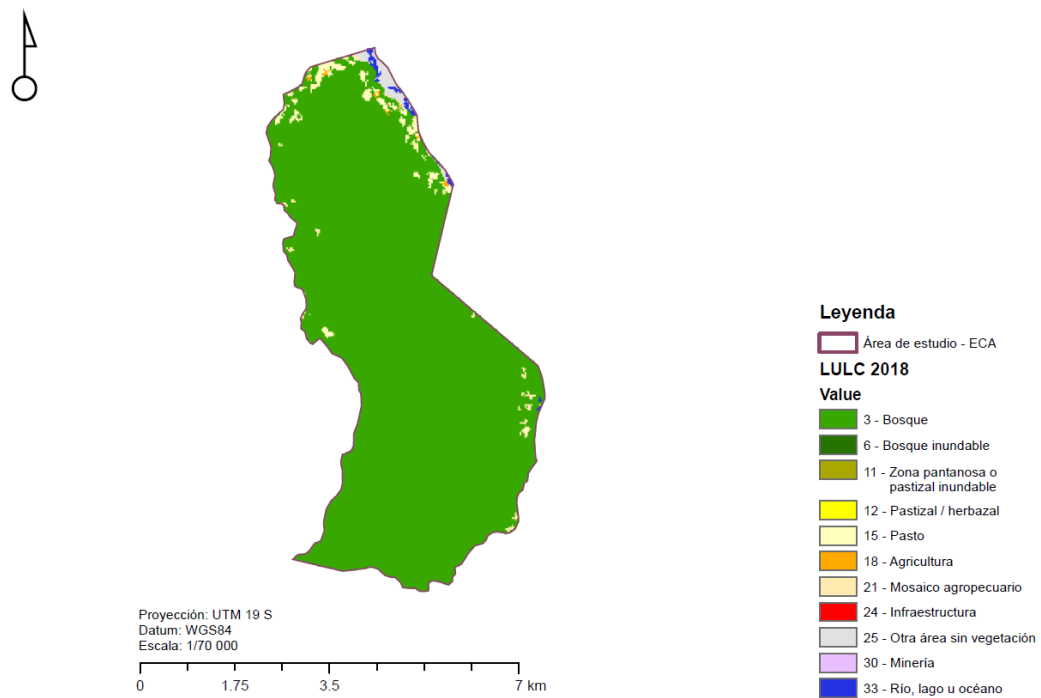 Leyenda
Área de estudio - ECA
LULC 2018
Value
3 - Bosque
6 - Bosque inundable
11 - Zona pantanosa o
pastizal inundable
12 - Pastizal / herbazal
15 - Pasto
18 - Agricultura
21 - Mosaico agropecuario
24 - Infraestructura
25 - Otra área sin vegetación
30 - Minería
33 - Río, lago u océano
Proyección: UTM 19 S
Datum: WGS84
Escala: 1/70 000
0 1.75 3.5 7 km